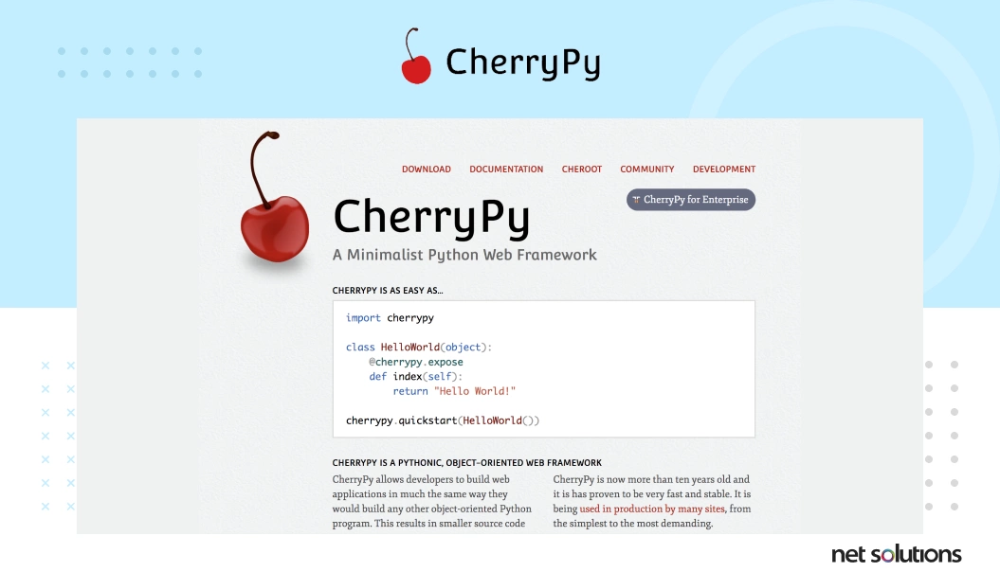 CherryPy
DOWNLOAD DOCUMENTATION CHEROOT COMMUNITY DEVELOPMENT
CherryPy for Enterprise
CherryPy
A Minimalist Python Web Framework
CHERRYPY IS AS EASY AS...
import cherrypy
class HelloWorld(object):
    @cherrypy.expose
    def index(self):
        return "Hello World!"
cherrypy.quickstart(HelloWorld())
CHERRYPY IS A PYTHONIC, OBJECT-ORIENTED WEB FRAMEWORK
CherryPy allows developers to build web
applications in much the same way they
would build any other object-oriented Python
program. This results in smaller source code
CherryPy is now more than ten years old and
it is has proven to be very fast and stable. It is
being used in production by many sites, from
the simplest to the most demanding.
net solutions